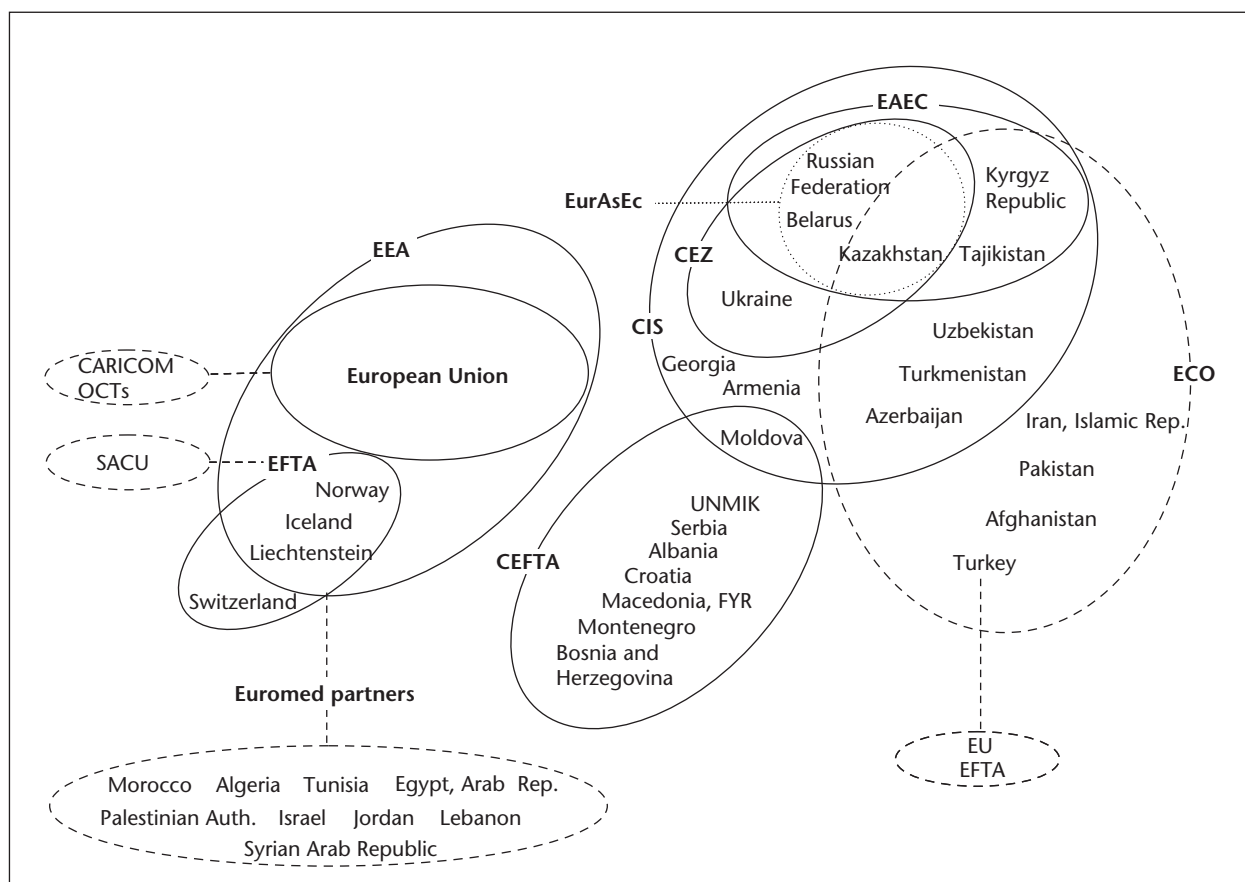 EAEC
Russian
Federation
Kyrgyz
Republic
EurAsEc
Belarus
EEA
CEZ
Kazakhstan
Tajikistan
Ukraine
CIS
Uzbekistan
Georgia
CARICOM
OCTs
European Union
Armenia
Turkmenistan
ECO
Azerbaijan
Iran, Islamic Rep.
Moldova
SACU
EFTA
Norway
Pakistan
Iceland
UNMIK
Afghanistan
Serbia
Liechtenstein
Albania
CEFTA
Turkey
Croatia
Switzerland
Macedonia, FYR
Montenegro
Bosnia and
Herzegovina
Euromed partners
EU
EFTA
Morocco Algeria Tunisia Egypt, Arab Rep.
Palestinian Auth. Israel Jordan Lebanon
Syrian Arab Republic